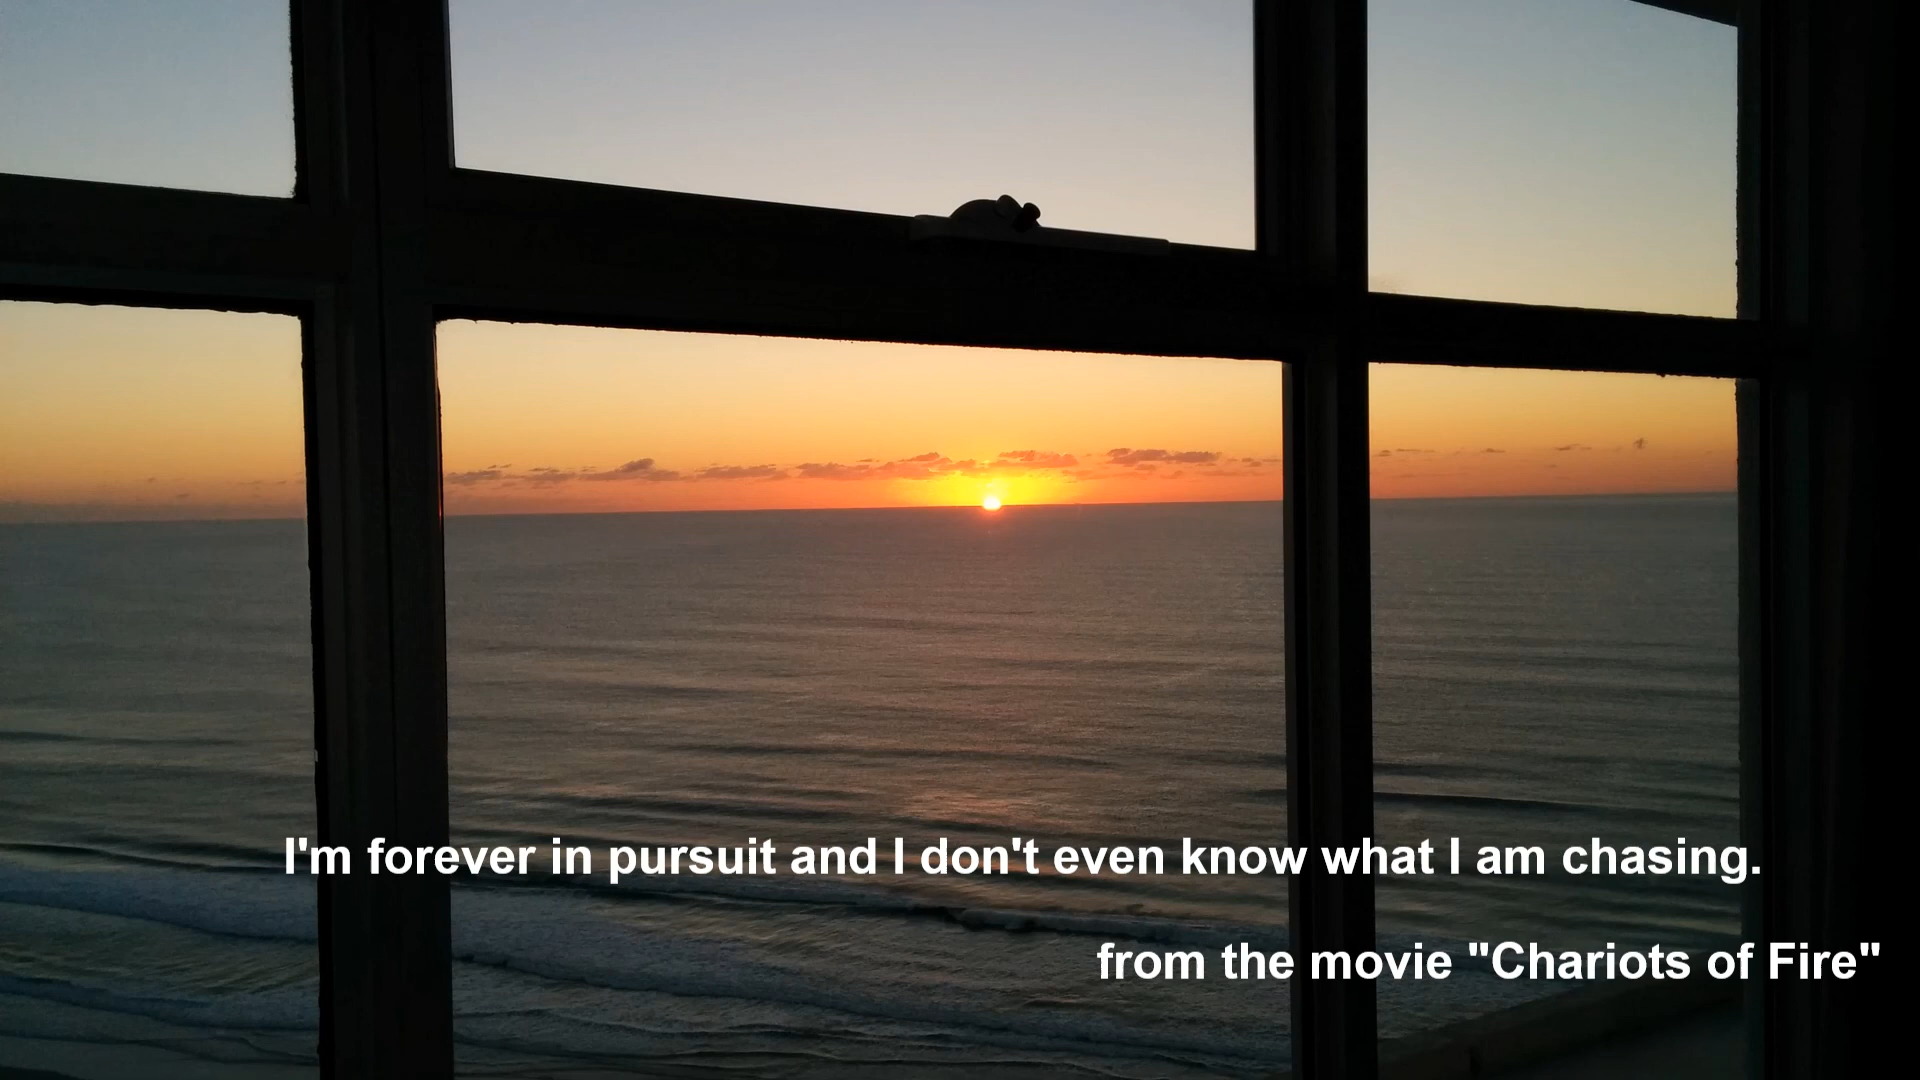 I'm forever in pursuit and I don't even know what I am chasing.
from the movie "Chariots of Fire"